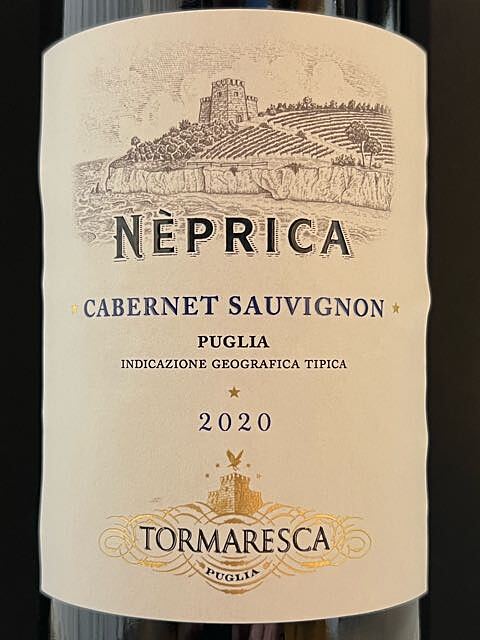 NÈPRICA
CABERNET SAUVIGNON
PUGLIA
INDICAZIONE GEOGRAFICA TIPICA
2020
TORMARESCA
PUGLIA